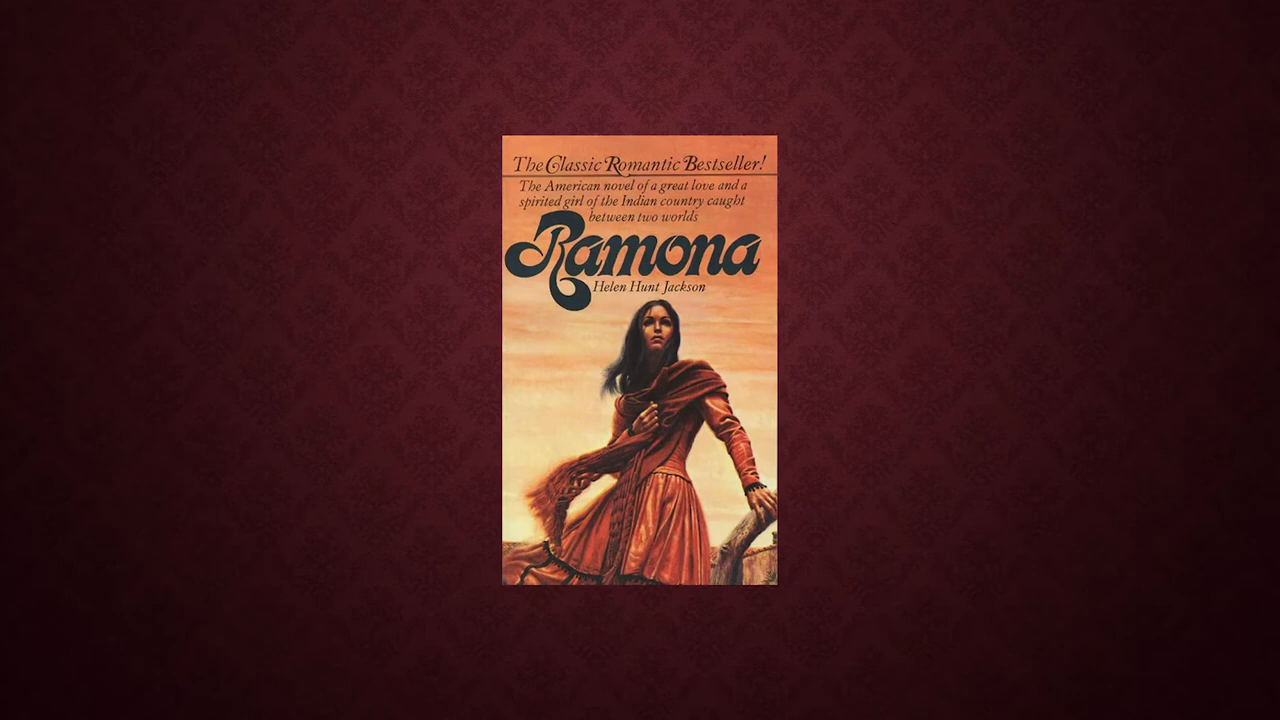 The Classic Romantic Bestseller!
The American novel of a great love and a
spirited girl of the Indian country caught
between two worlds
Ramona
Helen Hunt Jackson